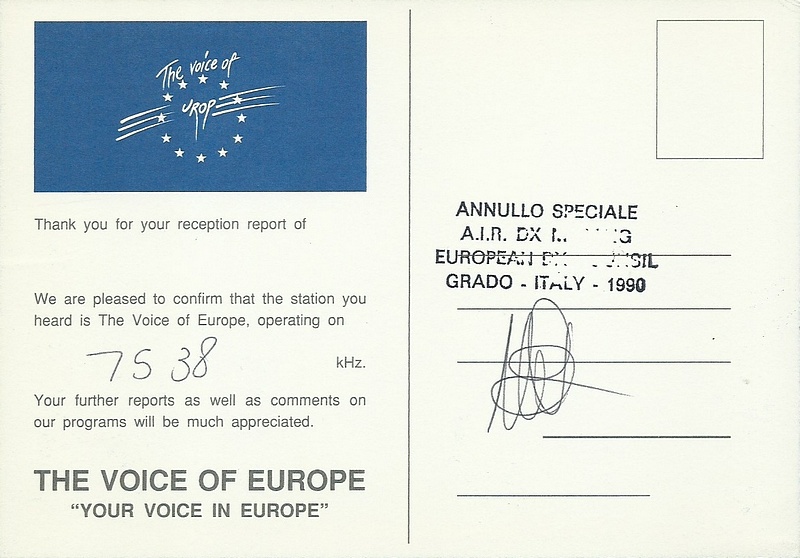 The voice of
UROP
Thank you for your reception report of
We are pleased to confirm that the station you
heard is The Voice of Europe, operating on
7538
kHz.
Your further reports as well as comments on
our programs will be much appreciated.
THE VOICE OF EUROPE
“YOUR VOICE IN EUROPE”
ANNULLO SPECIALE
A.I.R. DX
EUROPEAN
GRADO - ITALY - 1990